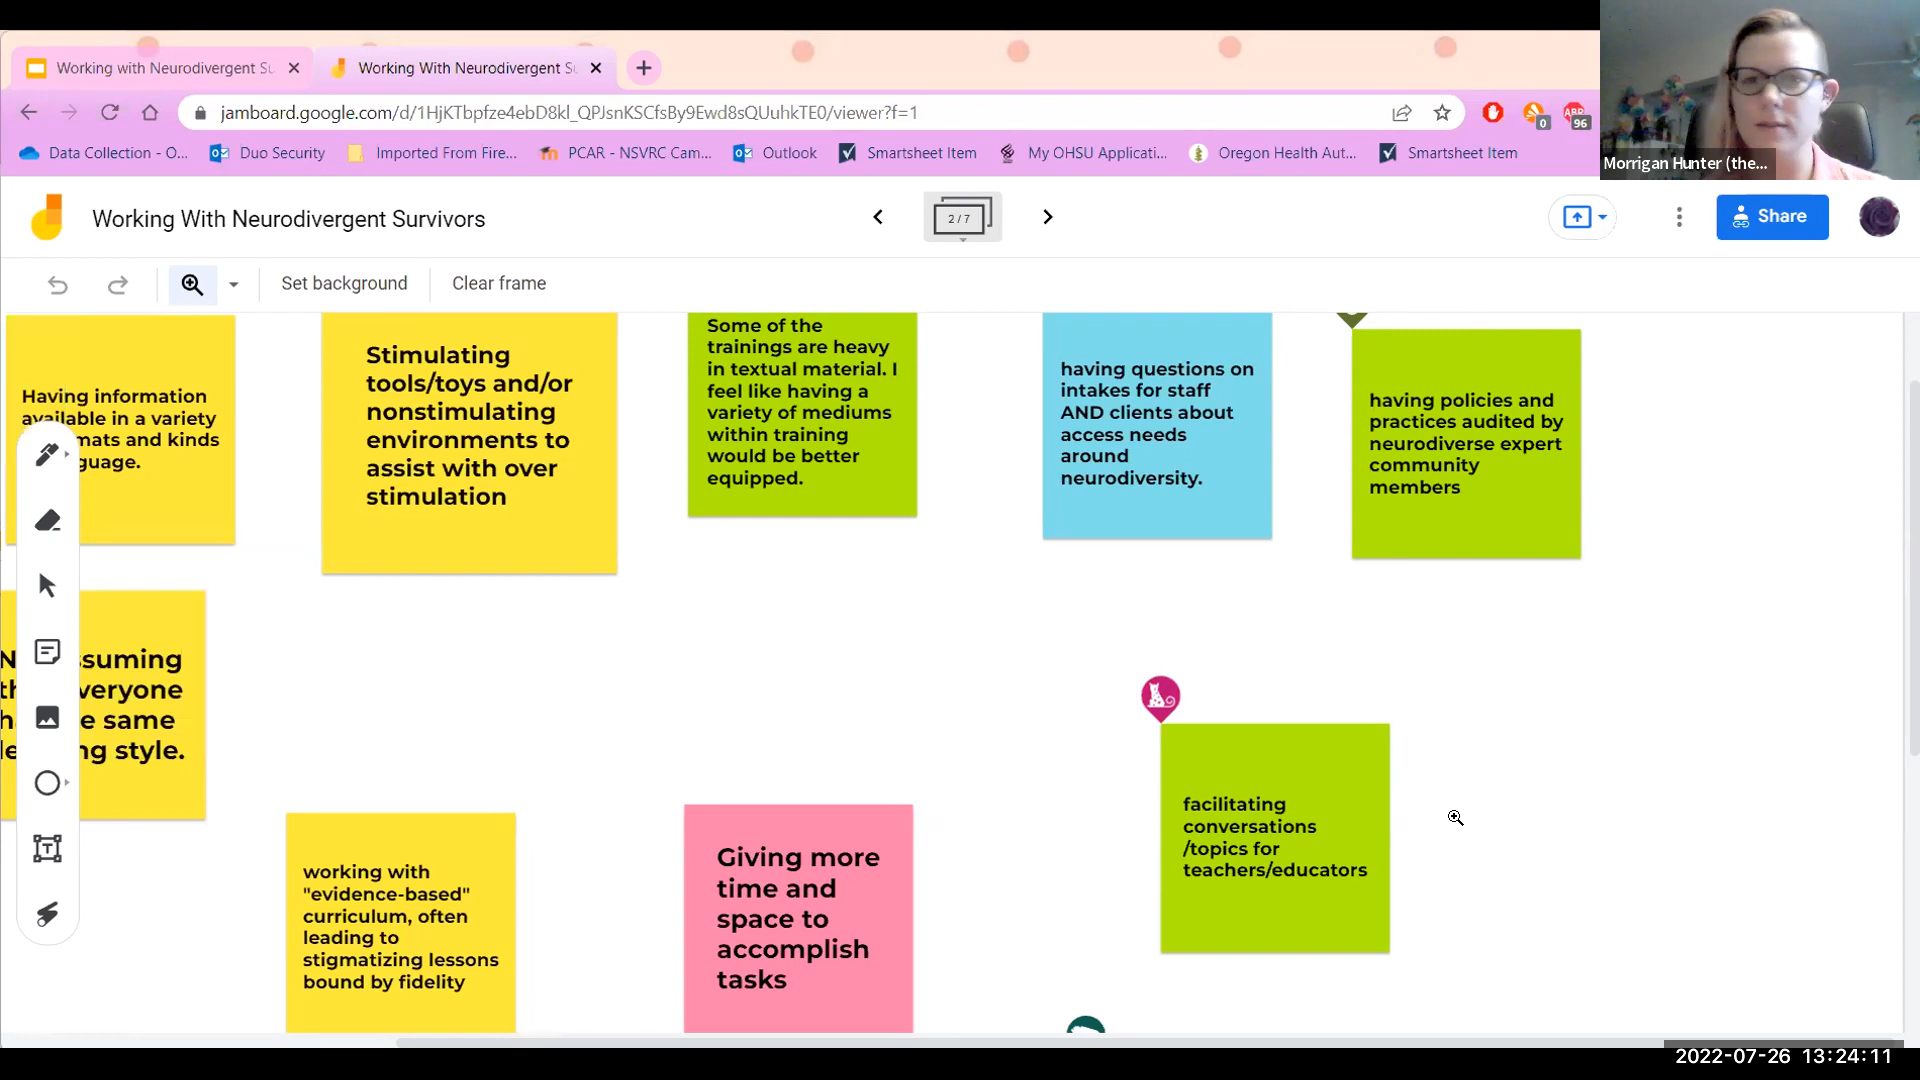 Working with Neurodivergent Su
Working With Neurodivergent Su
jamboard.google.com/d/1HjKTbpfze4ebD8kl_QPJsnKSCfsBy9Ewd8sQUuhkTE0/viewer?f=1
0
ABP
96
Data Collection - O...
Duo Security
Imported From Fire...
PCAR - NSVRC Cam...
Outlook
Smartsheet Item
My OHSU Applicati...
Oregon Health Aut...
Smartsheet Item
Morrigan Hunter (the...
Working With Neurodivergent Survivors
2 / 7
Share
Set background
Clear frame
Having information
available in a variety
mats and kinds
guage.
Stimulating
tools/toys and/or
nonstimulating
environments to
assist with over
stimulation
Some of the
trainings are heavy
in textual material. I
feel like having a
variety of mediums
within training
would be better
equipped.
having questions on
intakes for staff
AND clients about
access needs
around
neurodiversity.
having policies and
practices audited by
neurodiverse expert
community
members
N ssuming
th veryone
h e same
le ng style.
working with
"evidence-based"
curriculum, often
leading to
stigmatizing lessons
bound by fidelity
Giving more
time and
space to
accomplish
tasks
facilitating
conversations
/topics for
teachers/educators
2022-07-26 13:24:11